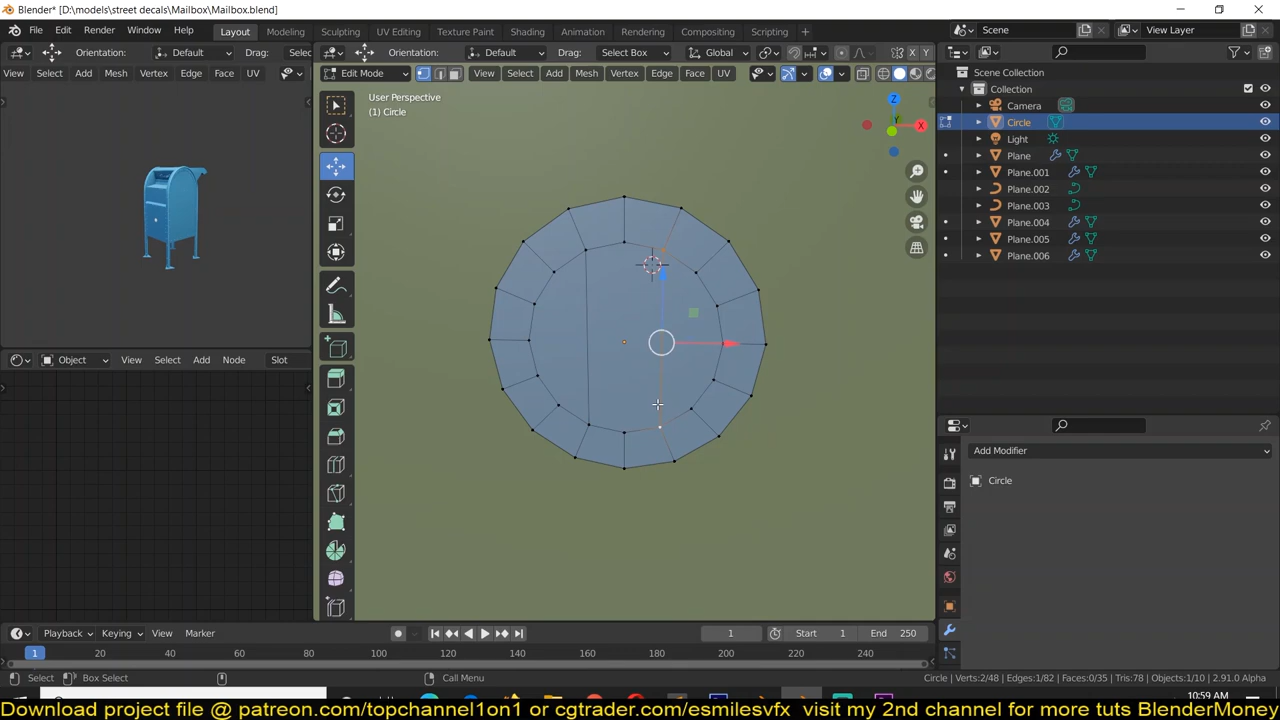 Blender* [D:\models\street decals\Mailbox\Mailbox.blend]
File Edit Render Window Help Layout Modeling Sculpting UV Editing Texture Paint Shading Animation Rendering Compositing Scripting + Scene View Layer
Orientation: Default Drag: Selec Orientation: Default Drag: Select Box Global X Y
View Select Add Mesh Vertex Edge Face UV Edit Mode View Select Add Mesh Vertex Edge Face UV
Scene Collection
Collection
Camera
Circle
Light
Plane
Plane.001
Plane.002
Plane.003
Plane.004
Plane.005
Plane.006
User Perspective
(1) Circle
Z
Y
X
Object View Select Add Node Slot
Add Modifier
Circle
Playback Keying View Marker 1 Start 1 End 250
1 20 40 60 80 100 120 140 160 180 200 220 240
Select Box Select Call Menu Circle | Verts:2/48 | Edges:1/82 | Faces:0/35 | Tris:78 | Objects:1/10 | 2.91.0 Alpha
10:59 AM
Download project file @ patreon.com/topchannel1on1 or cgtrader.com/esmilesvfx visit my 2nd channel for more tuts BlenderMoney